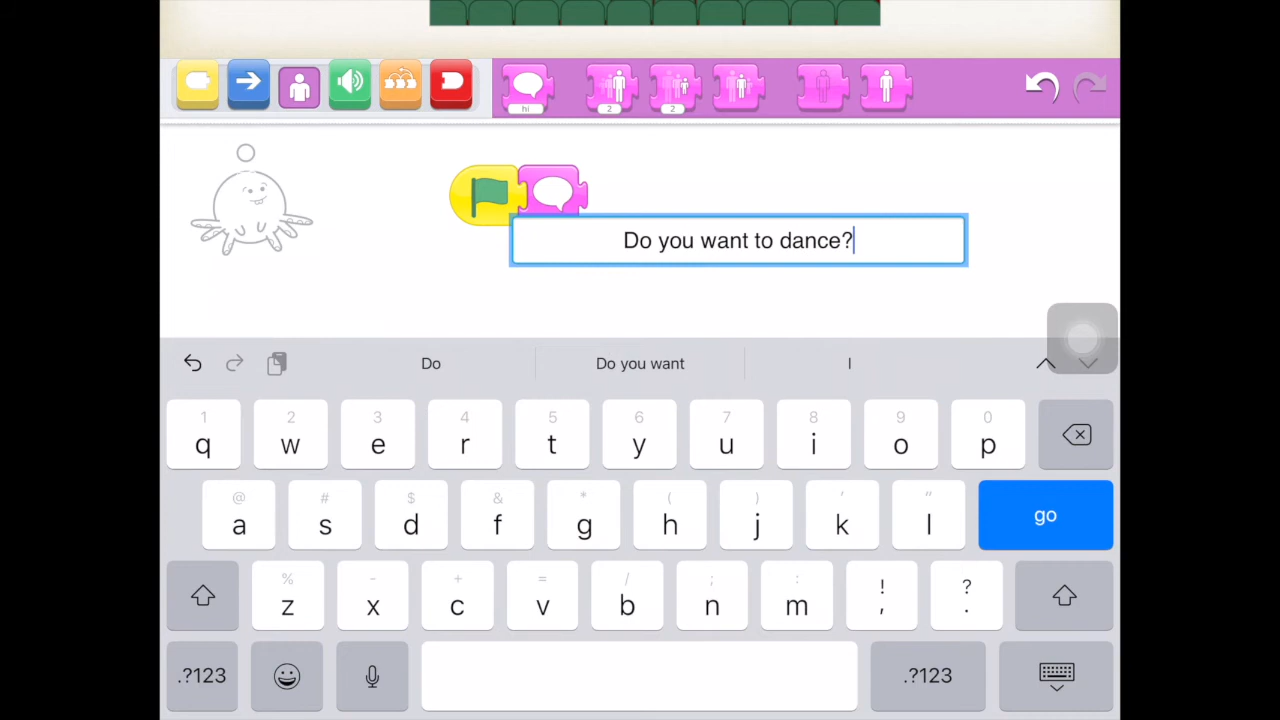 hi 2 2
Do you want to dance?
Do Do you want I
1 2 3 4 5 6 7 8 9 0
q w e r t y u i o p
@ # $ & * ( ) ' "
a s d f g h j k l go
% - + = / ; : ! ?
z x c v b n m , .
.?123 .?123